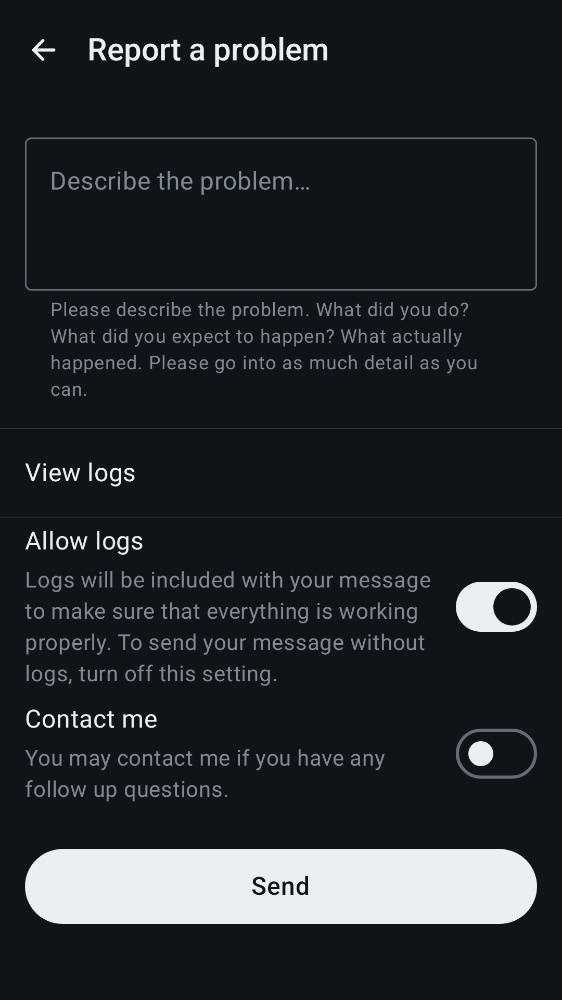 Report a problem
Describe the problem…
Please describe the problem. What did you do?
What did you expect to happen? What actually
happened. Please go into as much detail as you
can.
View logs
Allow logs
Logs will be included with your message
to make sure that everything is working
properly. To send your message without
logs, turn off this setting.
Contact me
You may contact me if you have any
follow up questions.
Send